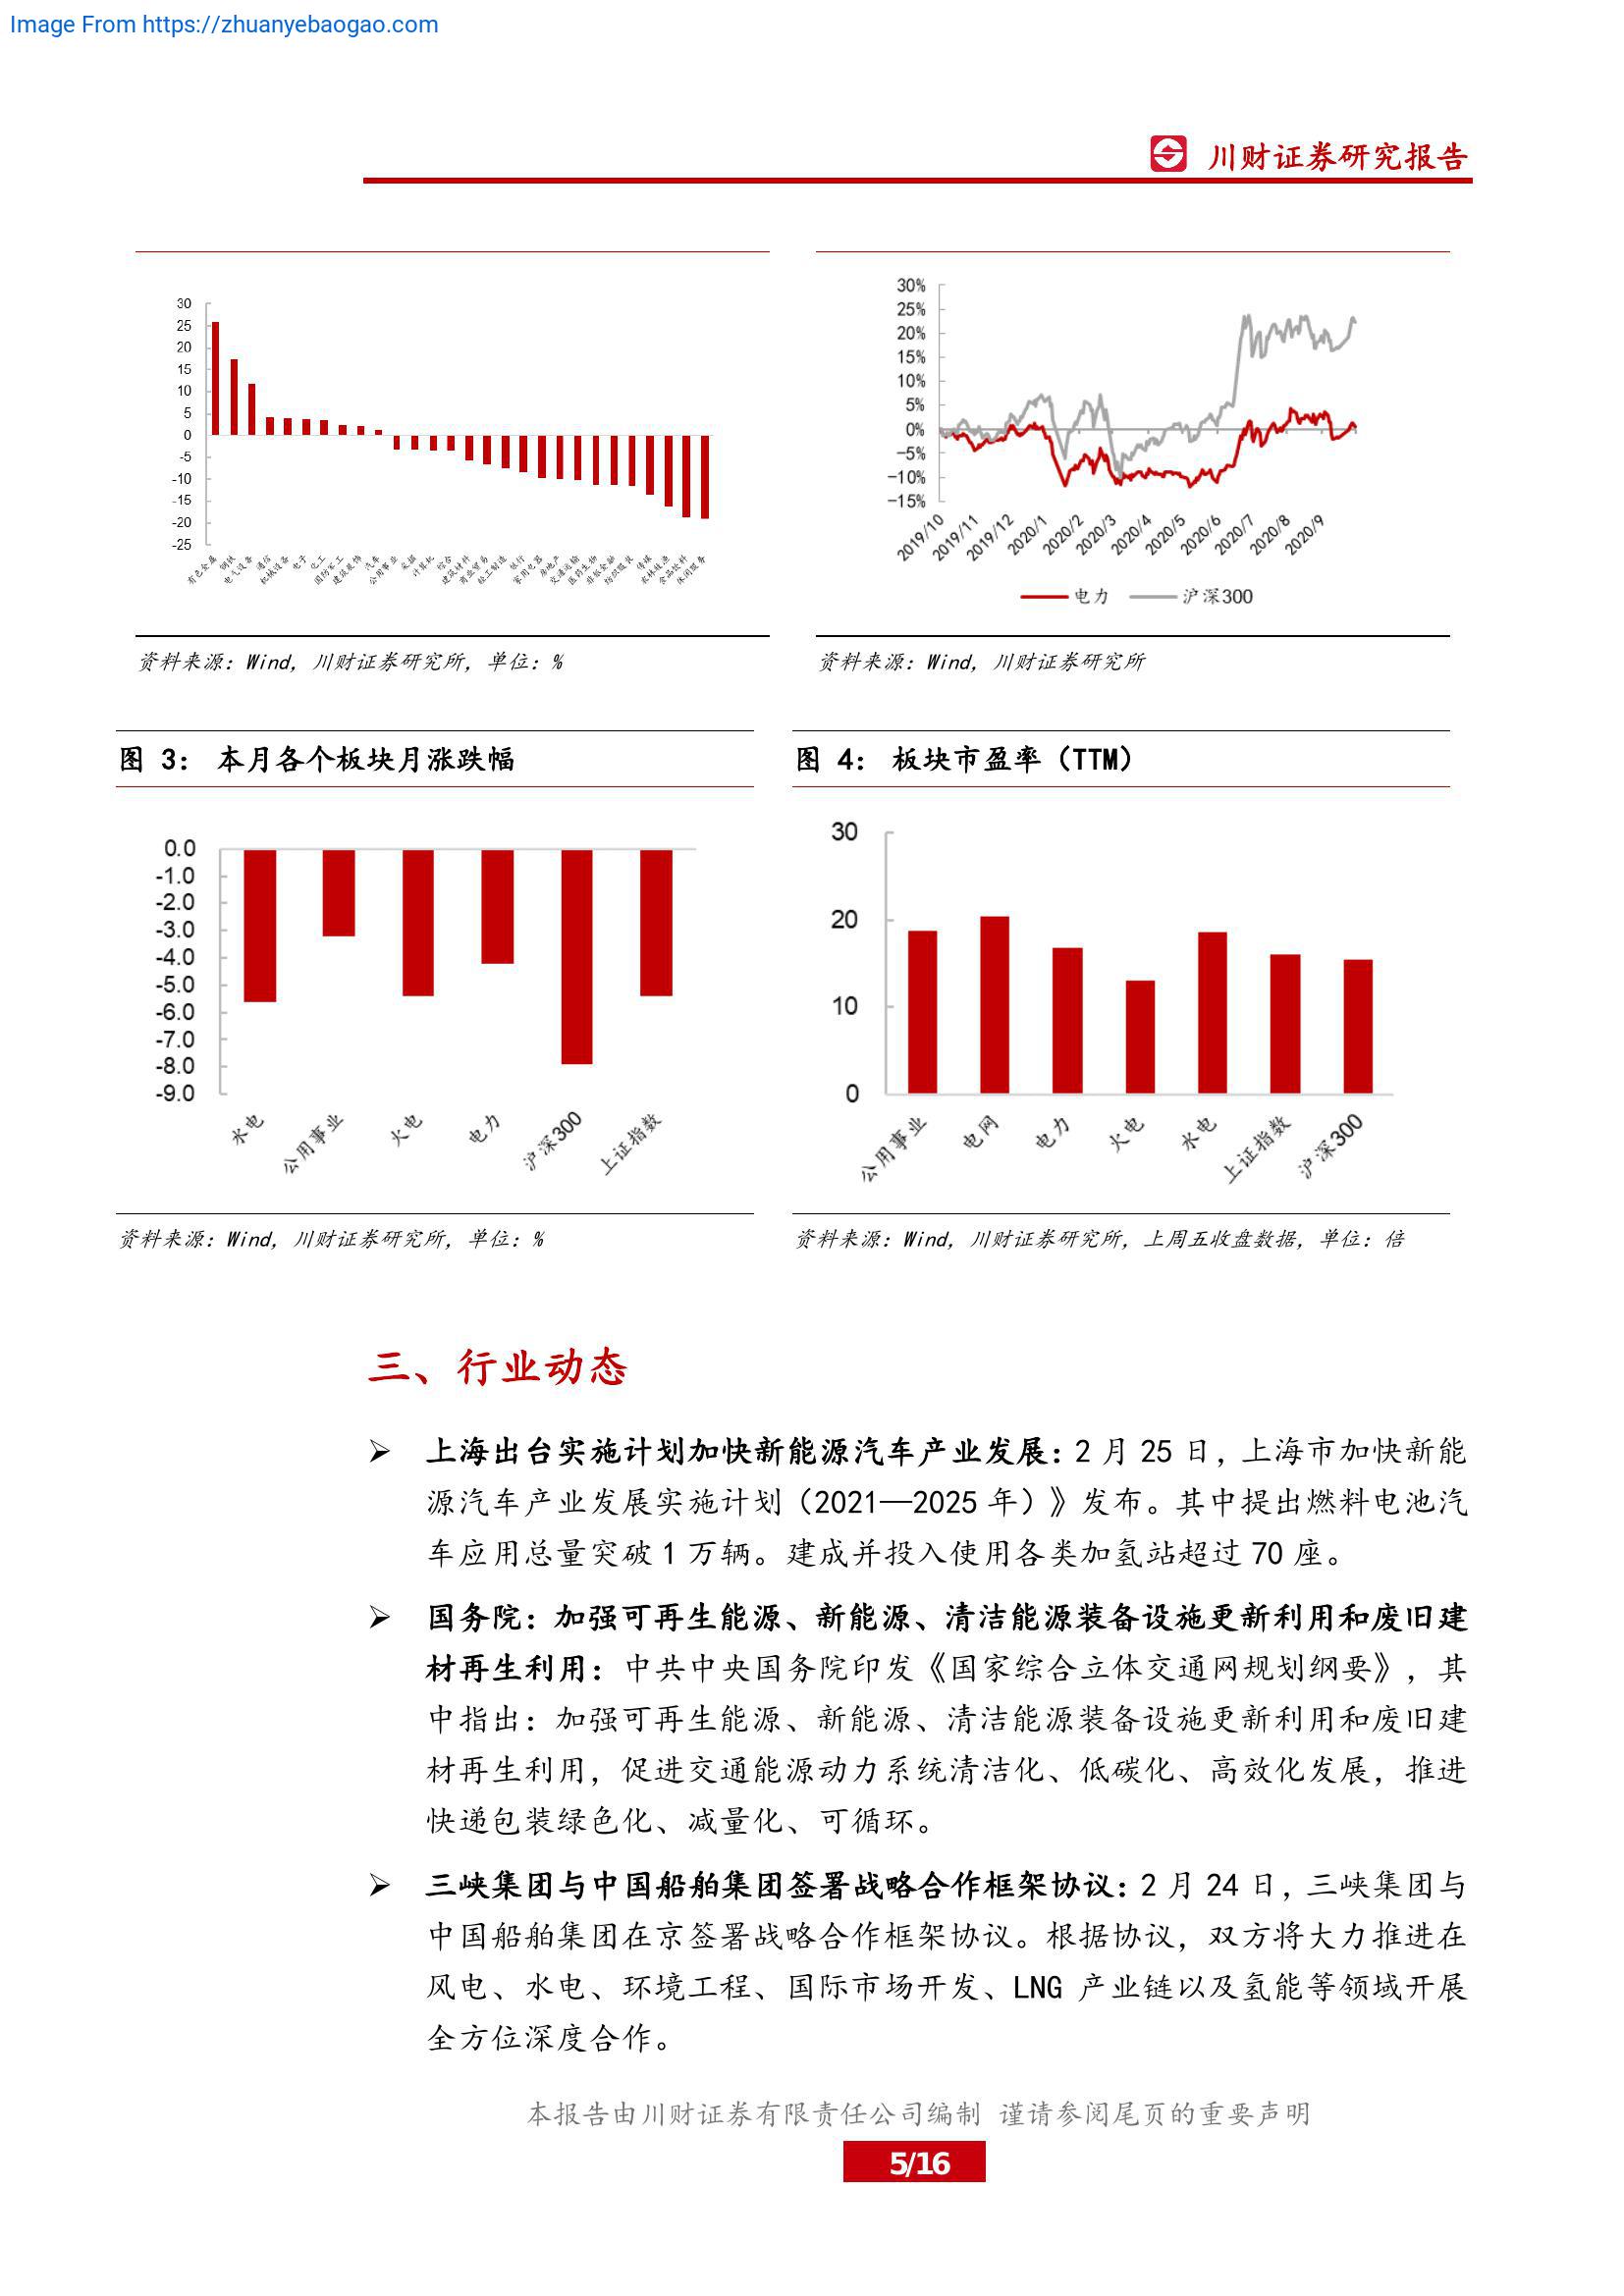 Image From https://zhuanyebaogao.com
川财证券研究报告
30
25
20
15
10
5
0
-5
-10
-15
-20
-25
有色金属 钢铁 电气设备 通信 机械设备 电子 化工 国防军工 建筑装饰 汽车 公用事业 采掘 计算机 综合 建筑材料 商业贸易 轻工制造 银行 家用电器 房地产 交通运输 医药生物 非银金融 纺织服装 传媒 农林牧渔 食品饮料 休闲服务
30%
25%
20%
15%
10%
5%
0%
-5%
-10%
-15%
2019/10 2019/11 2019/12 2020/1 2020/2 2020/3 2020/4 2020/5 2020/6 2020/7 2020/8 2020/9
电力 沪深300
资料来源：Wind，川财证券研究所，单位：%
资料来源：Wind，川财证券研究所
图 3： 本月各个板块月涨跌幅
图 4： 板块市盈率（TTM）
0.0
-1.0
-2.0
-3.0
-4.0
-5.0
-6.0
-7.0
-8.0
-9.0
水电 公用事业 火电 电力 沪深300 上证指数
30
20
10
0
公用事业 电网 电力 火电 水电 上证指数 沪深300
资料来源：Wind，川财证券研究所，单位：%
资料来源：Wind，川财证券研究所，上周五收盘数据，单位：倍
三、行业动态
➢ 上海出台实施计划加快新能源汽车产业发展：2 月 25 日，上海市加快新能
源汽车产业发展实施计划（2021—2025 年）》发布。其中提出燃料电池汽
车应用总量突破 1 万辆。建成并投入使用各类加氢站超过 70 座。
➢ 国务院：加强可再生能源、新能源、清洁能源装备设施更新利用和废旧建
材再生利用：中共中央国务院印发《国家综合立体交通网规划纲要》，其
中指出：加强可再生能源、新能源、清洁能源装备设施更新利用和废旧建
材再生利用，促进交通能源动力系统清洁化、低碳化、高效化发展，推进
快递包装绿色化、减量化、可循环。
➢ 三峡集团与中国船舶集团签署战略合作框架协议：2 月 24 日，三峡集团与
中国船舶集团在京签署战略合作框架协议。根据协议，双方将大力推进在
风电、水电、环境工程、国际市场开发、LNG 产业链以及氢能等领域开展
全方位深度合作。
本报告由川财证券有限责任公司编制 谨请参阅尾页的重要声明
5/16